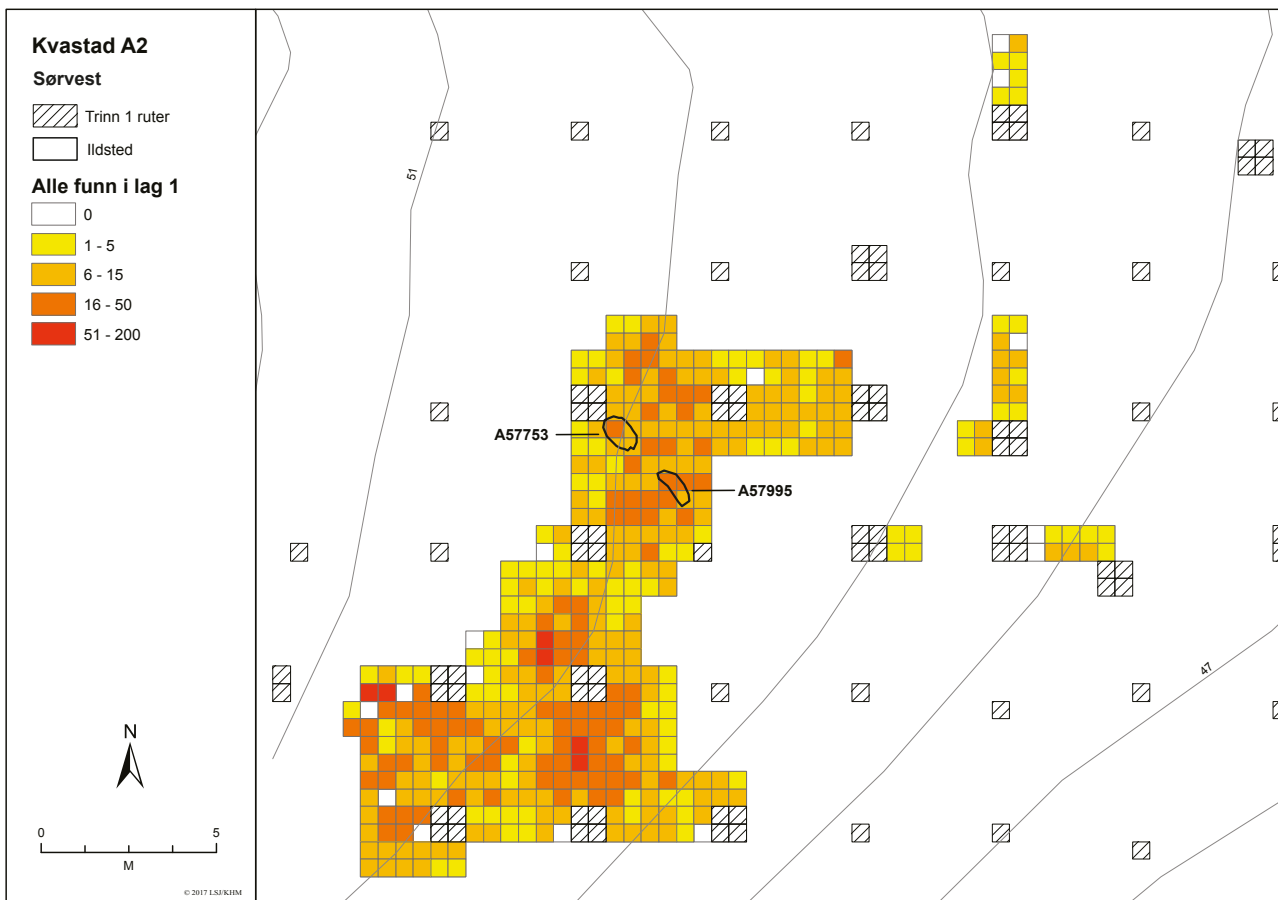 Kvastad A2
Sørvest
Trinn 1 ruter
Ildsted
Alle funn i lag 1
0
1 - 5
6 - 15
16 - 50
51 - 200
N
0 5
M
© 2017 LSJ/KHM
51
A57753
A57995
47